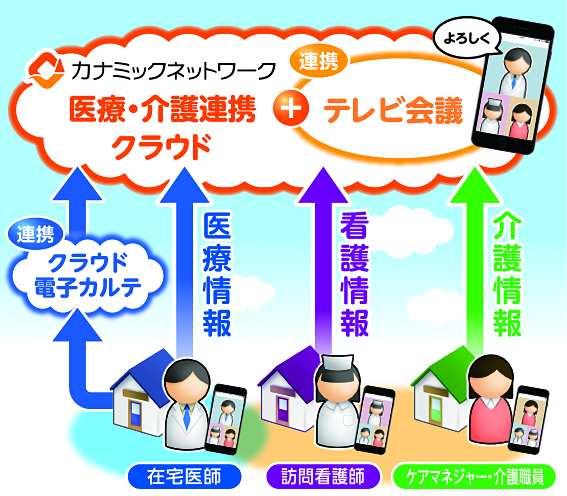 よろしく
カナミックネットワーク
連携
医療・介護連携
クラウド
+
テレビ会議
医療情報
看護情報
介護情報
連携
クラウド
電子カルテ
在宅医師
訪問看護師
ケアマネジャー・介護職員